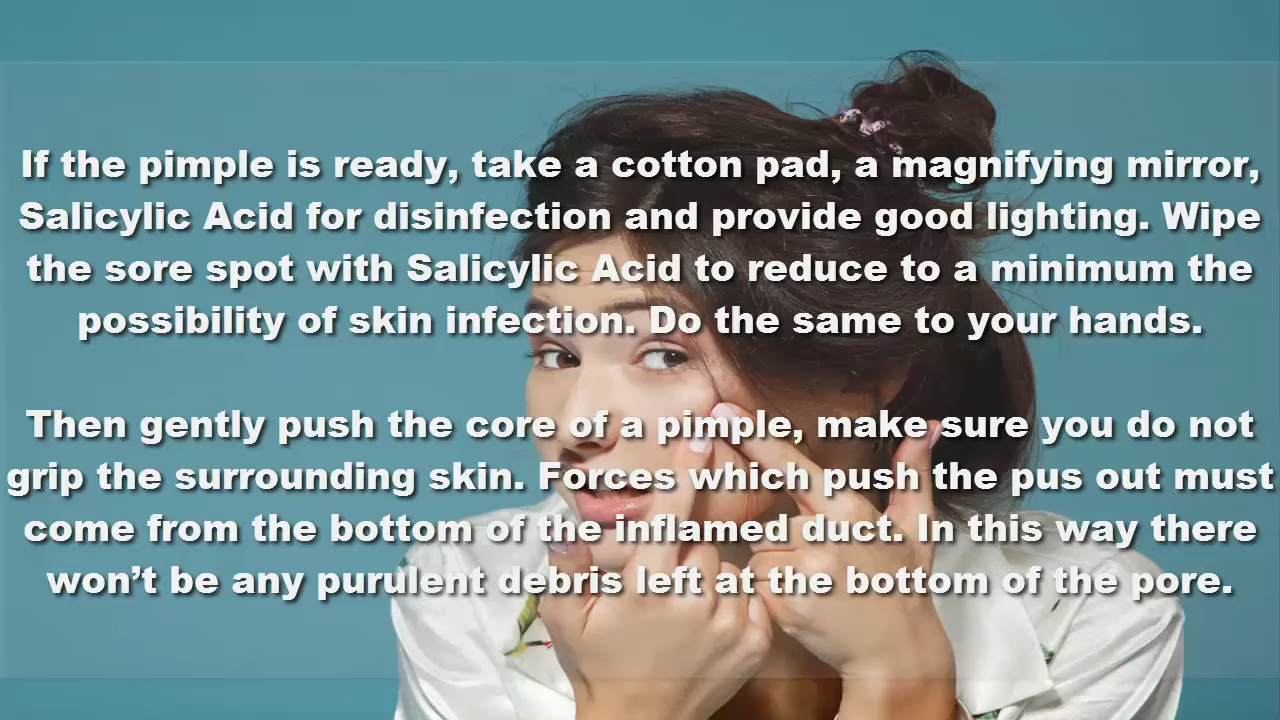 If the pimple is ready, take a cotton pad, a magnifying mirror,
Salicylic Acid for disinfection and provide good lighting. Wipe
the sore spot with Salicylic Acid to reduce to a minimum the
possibility of skin infection. Do the same to your hands.
Then gently push the core of a pimple, make sure you do not
grip the surrounding skin. Forces which push the pus out must
come from the bottom of the inflamed duct. In this way there
won’t be any purulent debris left at the bottom of the pore.